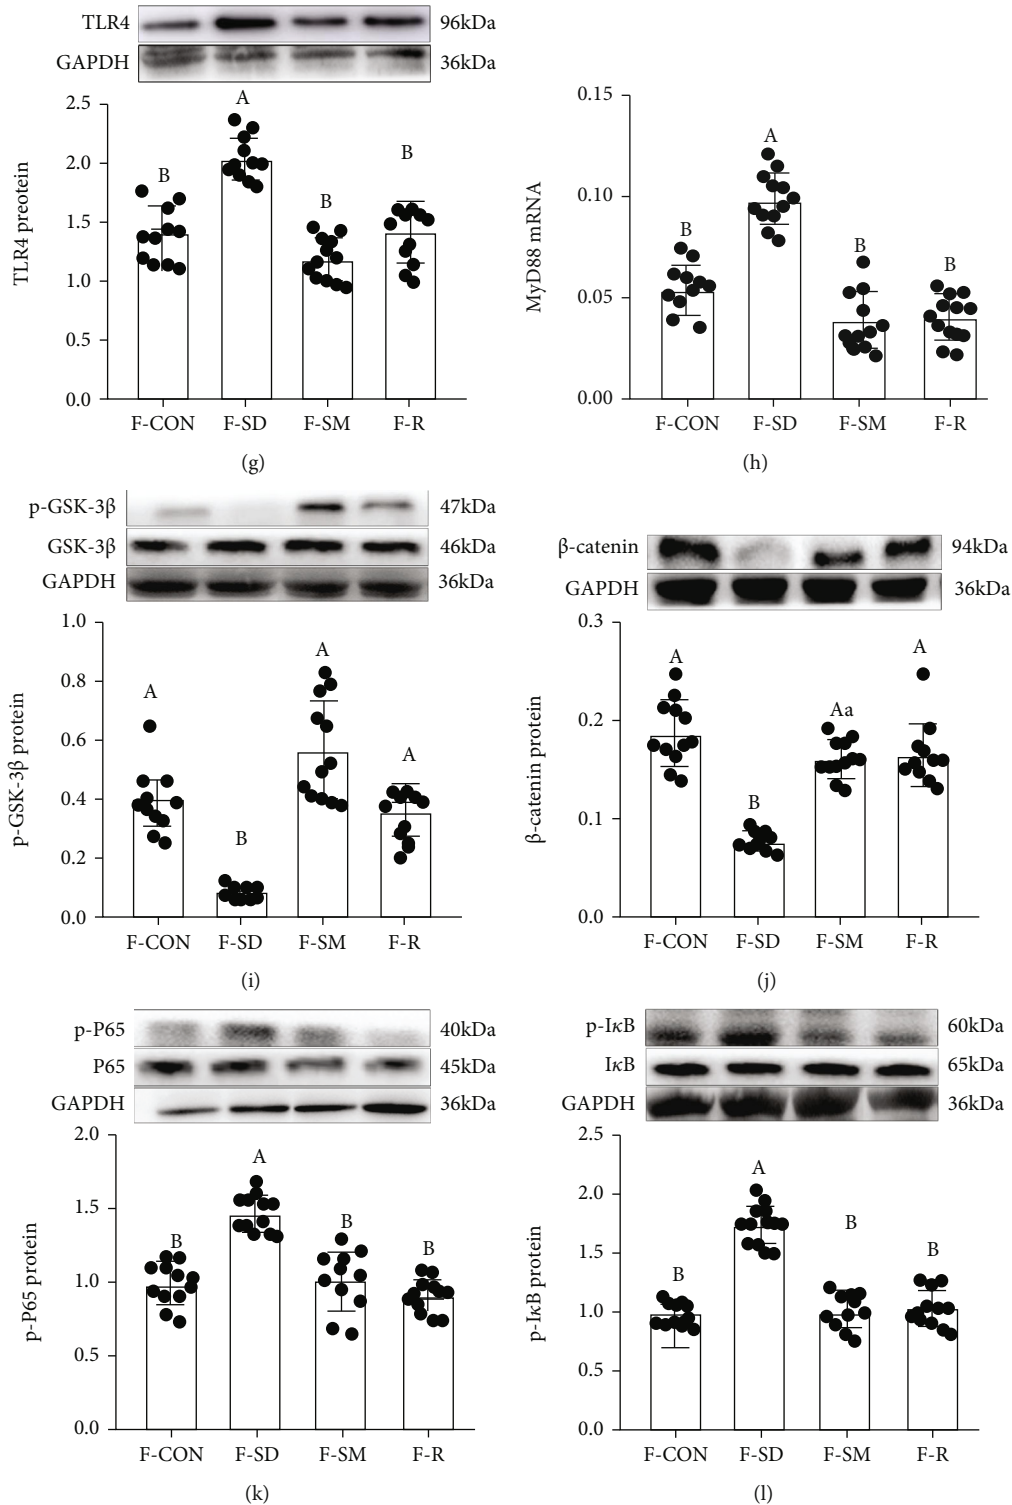 TLR4 96kDa
GAPDH 36kDa
2.5
2.0
1.5
1.0
0.5
0.0
TLR4 preotein
B A B B
F-CON F-SD F-SM F-R
(g)
0.15
0.10
0.05
0.00
MyD88 mRNA
B A B B
F-CON F-SD F-SM F-R
(h)
p-GSK-3β 47kDa
GSK-3β 46kDa
GAPDH 36kDa
1.0
0.8
0.6
0.4
0.2
0.0
p-GSK-3β protein
A B A A
F-CON F-SD F-SM F-R
(i)
β-catenin 94kDa
GAPDH 36kDa
0.3
0.2
0.1
0.0
β-catenin protein
A B Aa A
F-CON F-SD F-SM F-R
(j)
p-P65 40kDa
P65 45kDa
GAPDH 36kDa
2.0
1.5
1.0
0.5
0.0
p-P65 protein
B A B B
F-CON F-SD F-SM F-R
(k)
p-IκB 60kDa
IκB 65kDa
GAPDH 36kDa
2.5
2.0
1.5
1.0
0.5
0.0
p-IκB protein
B A B B
F-CON F-SD F-SM F-R
(l)